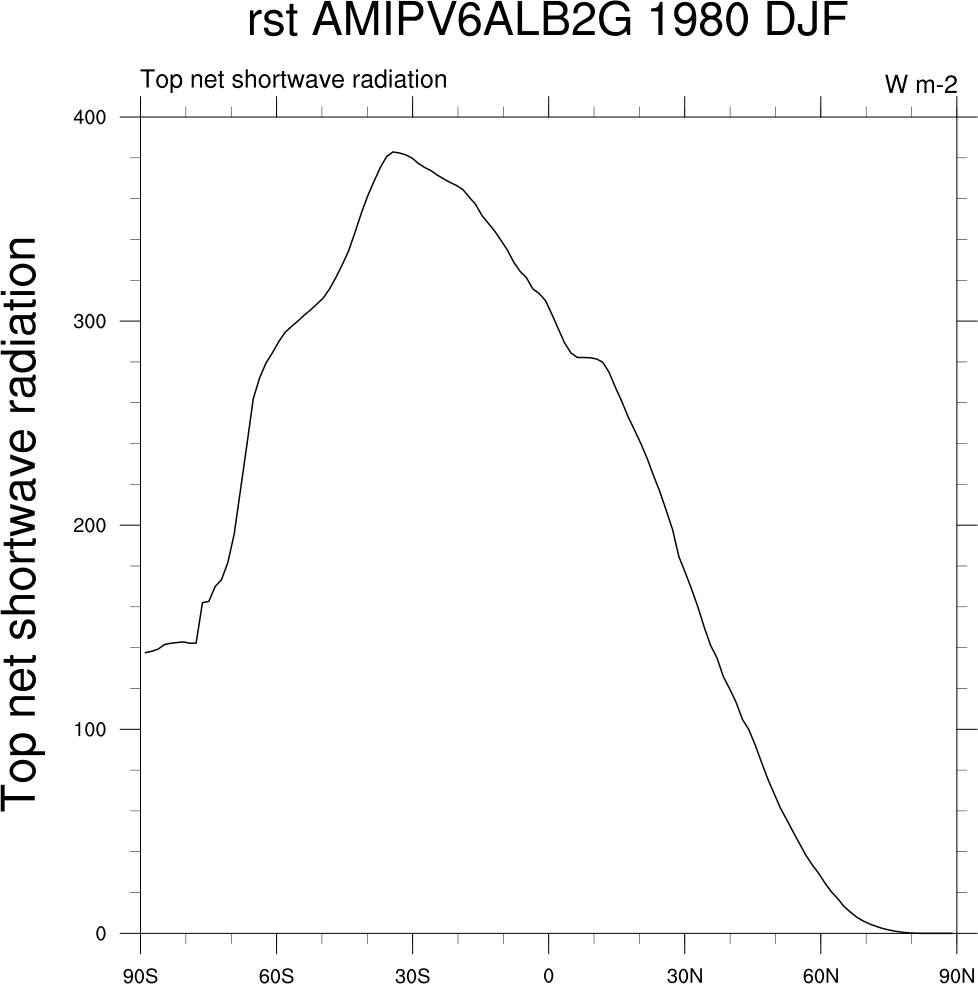 rst AMIPV6ALB2G 1980 DJF
Top net shortwave radiation
W m-2
Top net shortwave radiation
400
300
200
100
0
90S 60S 30S 0 30N 60N 90N